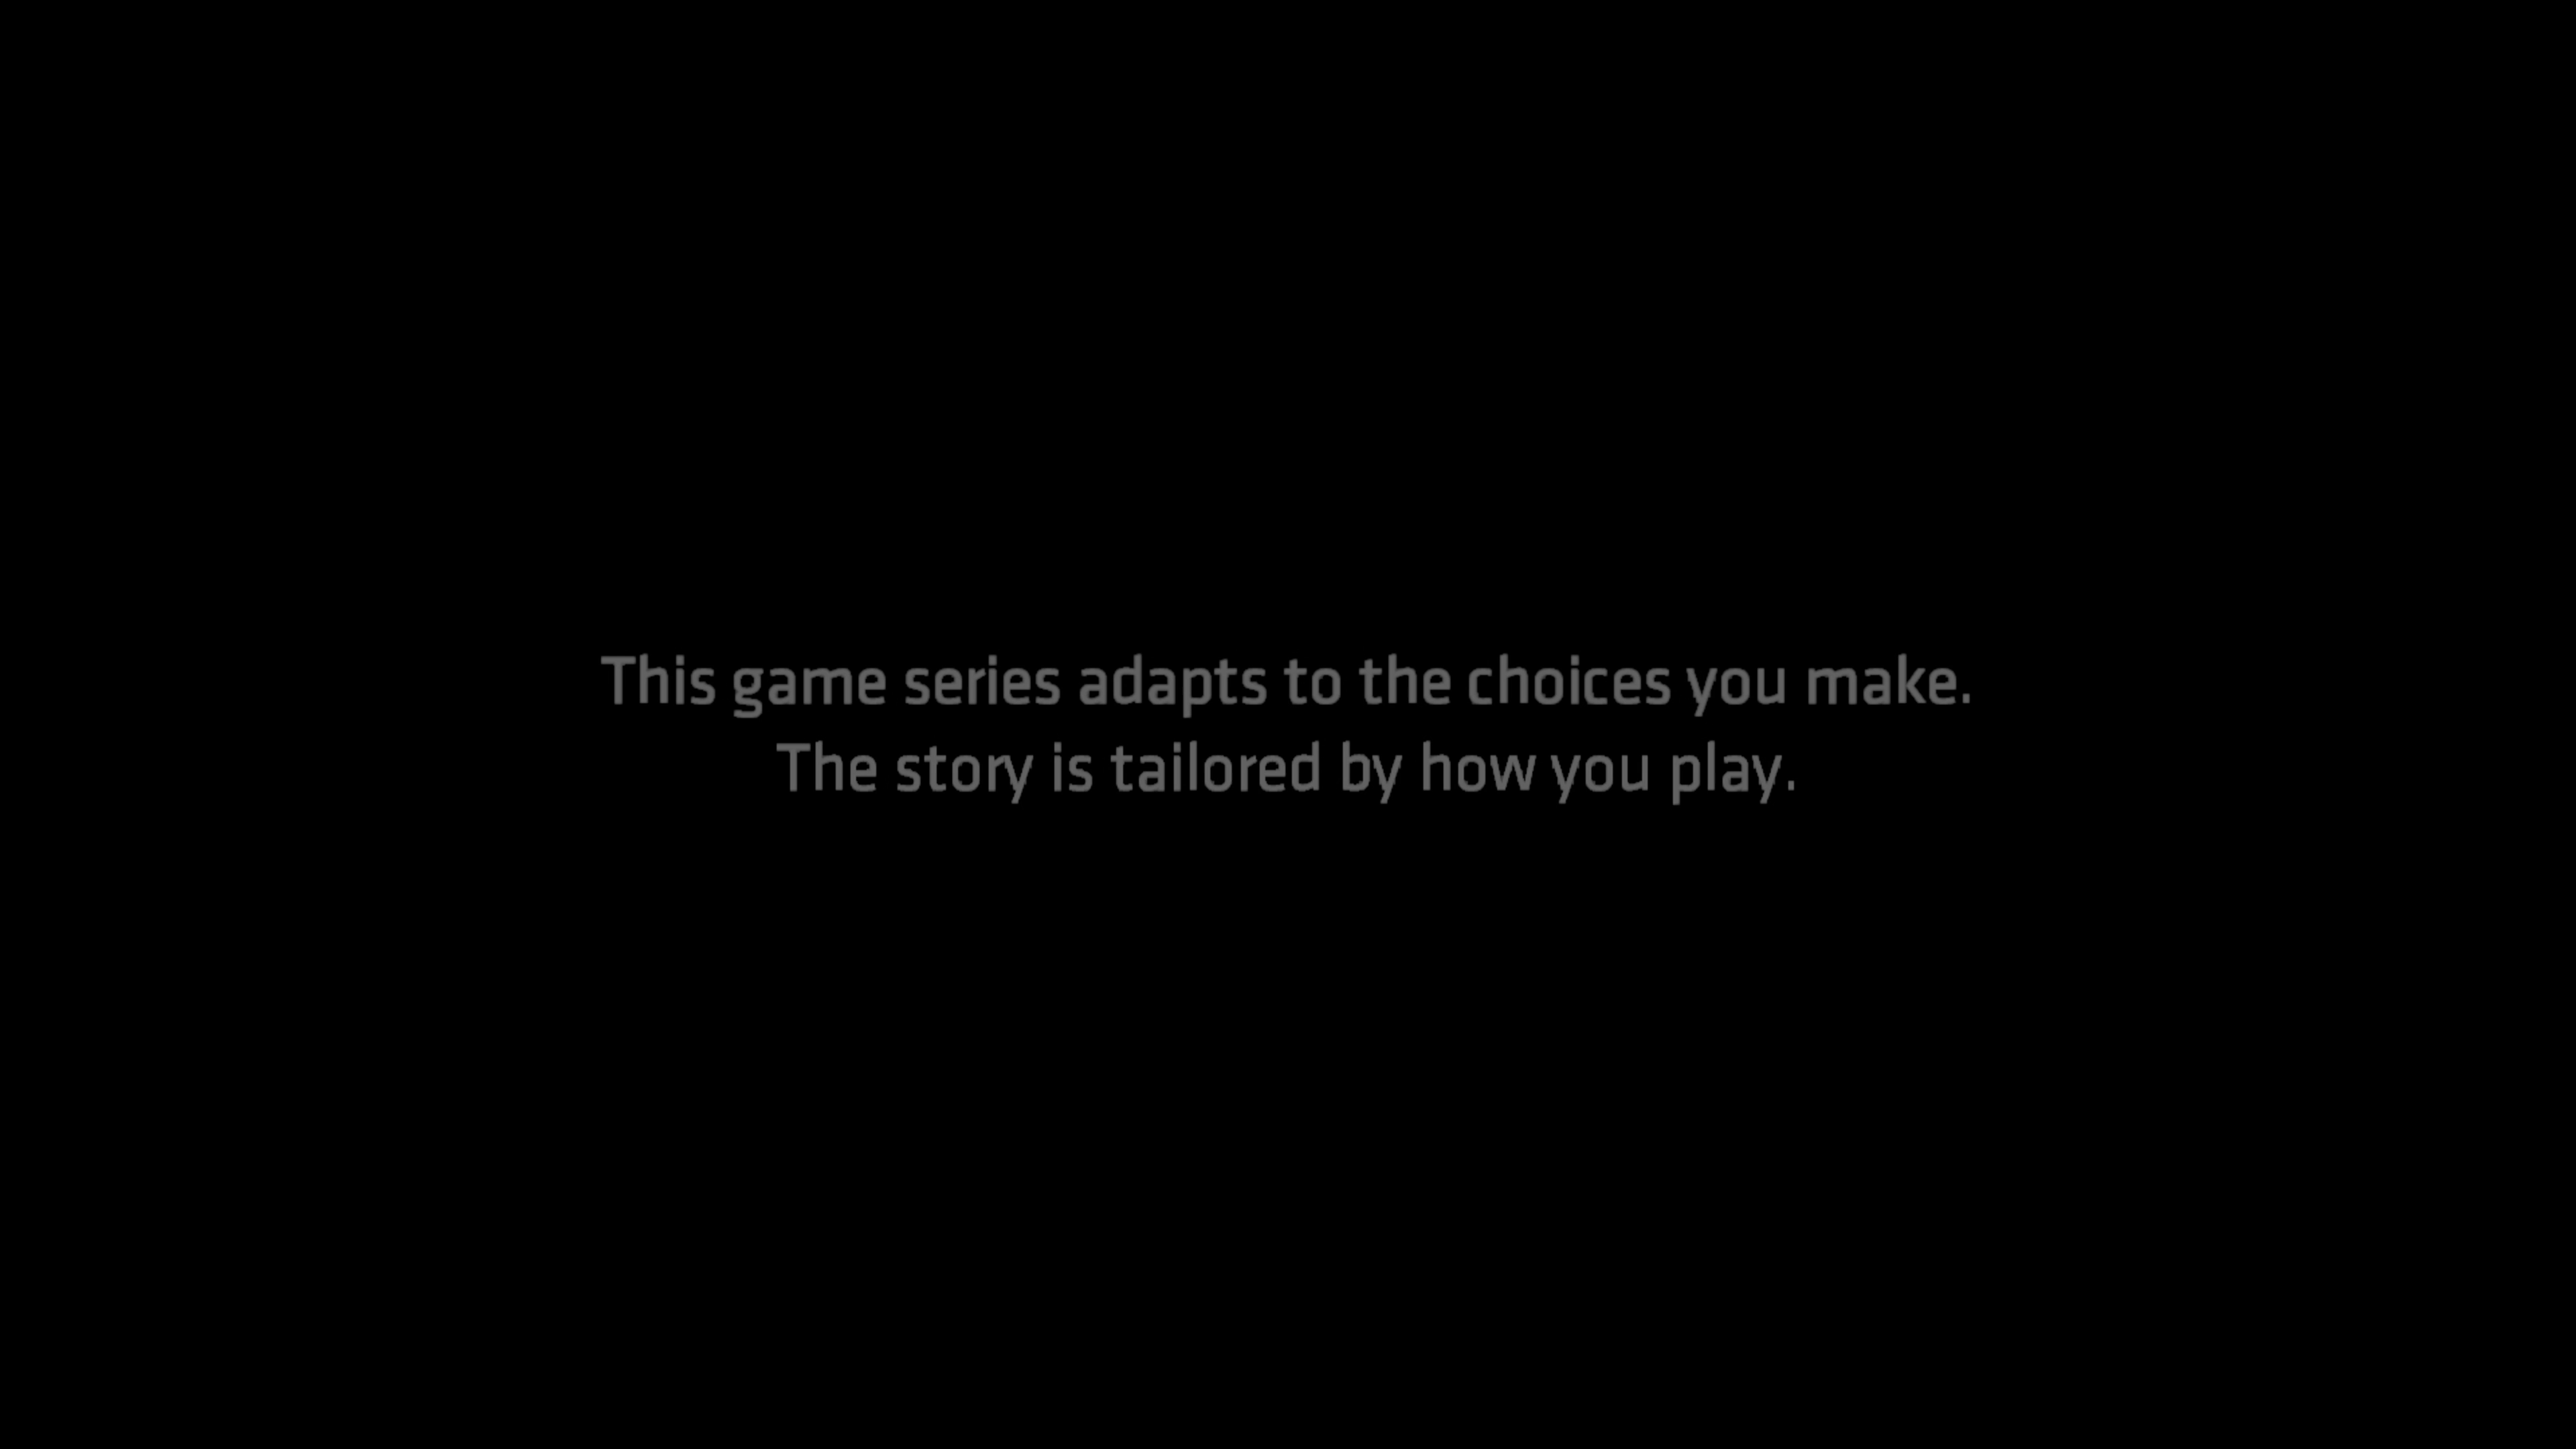 This game series adapts to the choices you make.
The story is tailored by how you play.